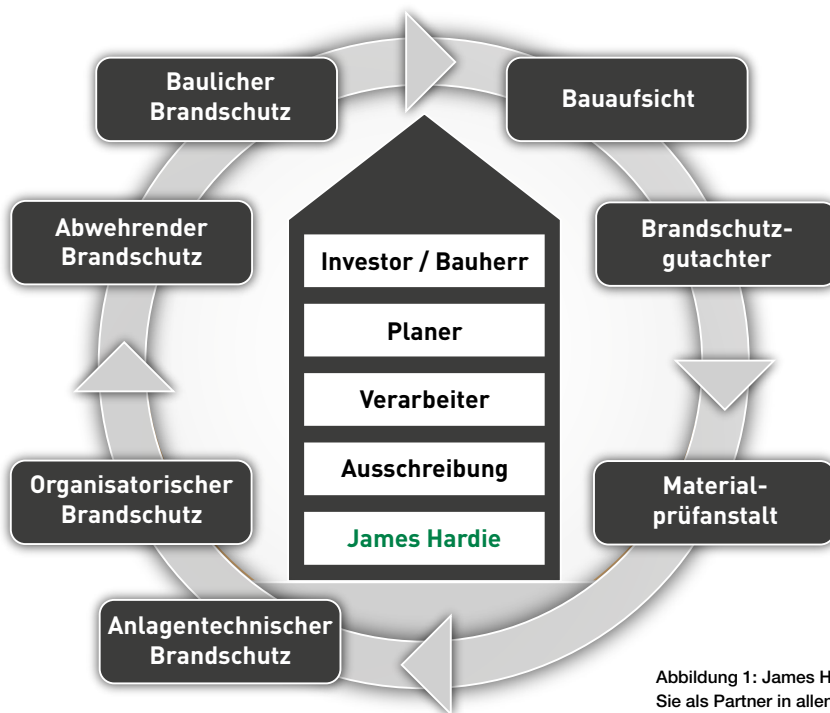 Baulicher
Brandschutz
Bauaufsicht
Abwehrender
Brandschutz
Brandschutz-
gutachter
Investor / Bauherr
Planer
Verarbeiter
Ausschreibung
James Hardie
Organisatorischer
Brandschutz
Material-
prüfanstalt
Anlagentechnischer
Brandschutz
Abbildung 1: James H
Sie als Partner in aller